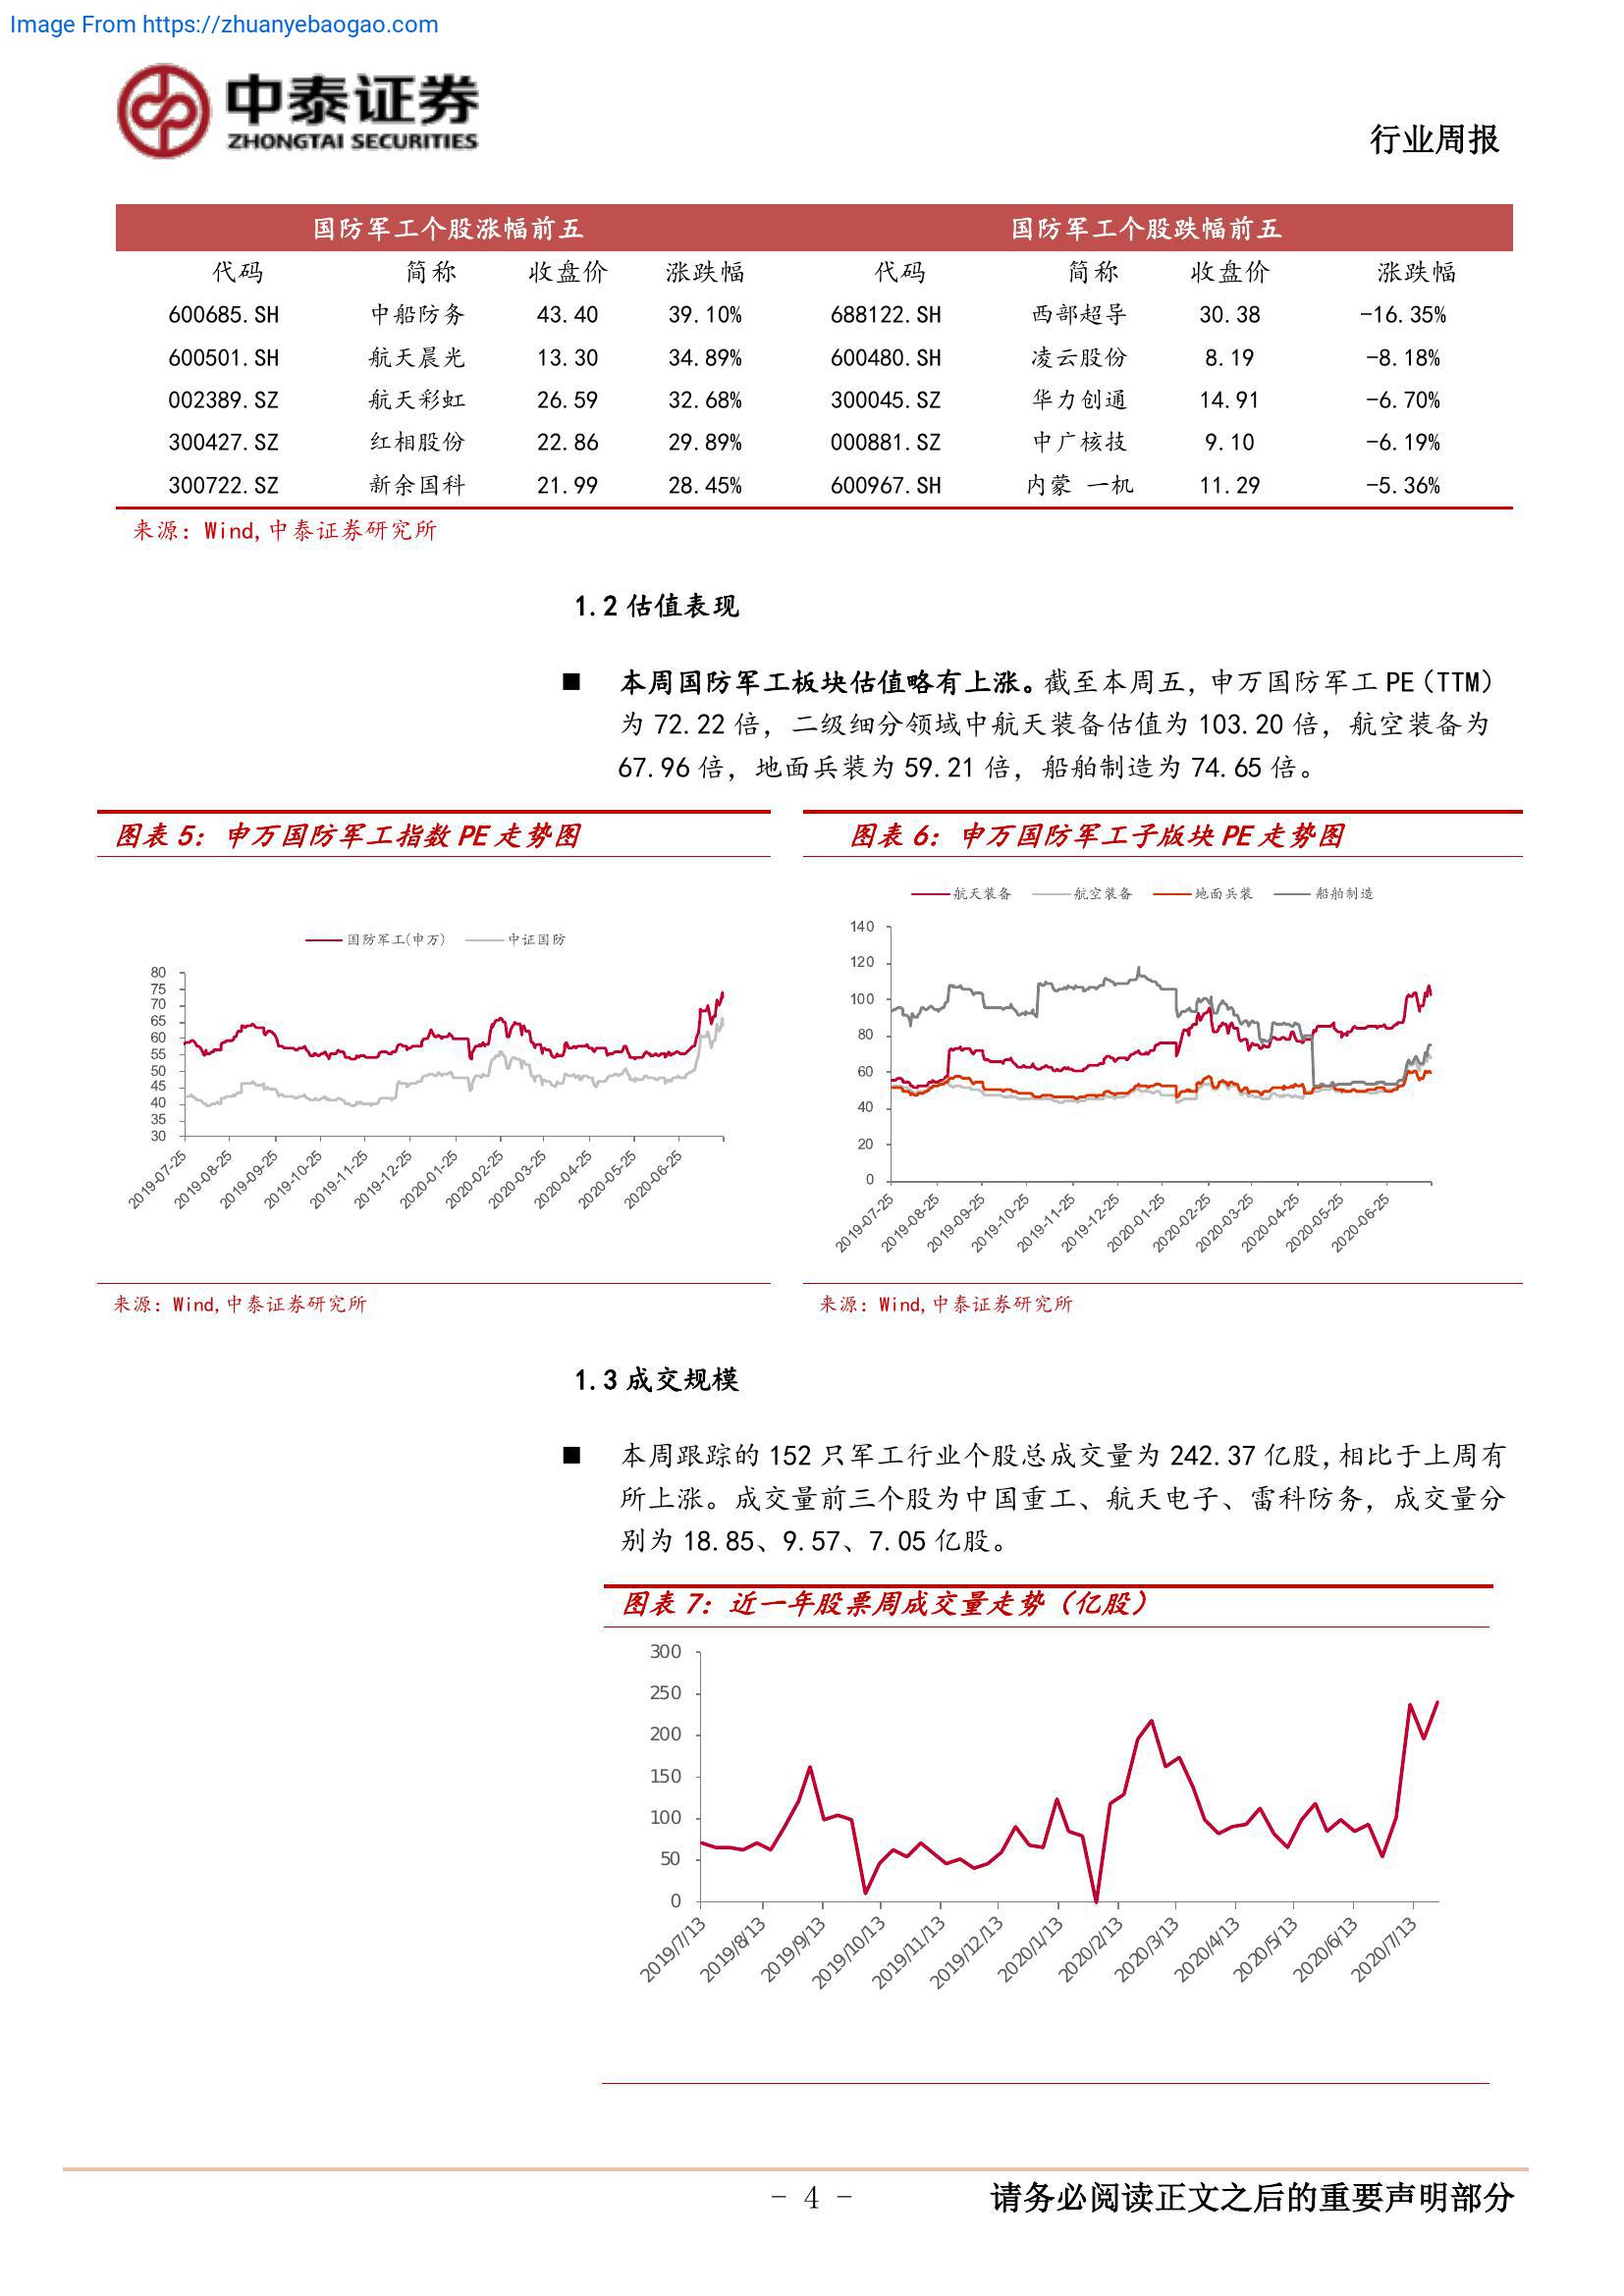 Image From https://zhuanyebaogao.com
中泰证券
ZHONGTAI SECURITIES
行业周报
国防军工个股涨幅前五 国防军工个股跌幅前五
代码 简称 收盘价 涨跌幅 代码 简称 收盘价 涨跌幅
600685.SH 中船防务 43.40 39.10% 688122.SH 西部超导 30.38 -16.35%
600501.SH 航天晨光 13.30 34.89% 600480.SH 凌云股份 8.19 -8.18%
002389.SZ 航天彩虹 26.59 32.68% 300045.SZ 华力创通 14.91 -6.70%
300427.SZ 红相股份 22.86 29.89% 000881.SZ 中广核技 9.10 -6.19%
300722.SZ 新余国科 21.99 28.45% 600967.SH 内蒙 一机 11.29 -5.36%
来源：Wind,中泰证券研究所
1.2 估值表现
■ 本周国防军工板块估值略有上涨。截至本周五，申万国防军工 PE（TTM）
为 72.22 倍，二级细分领域中航天装备估值为 103.20 倍，航空装备为
67.96 倍，地面兵装为 59.21 倍，船舶制造为 74.65 倍。
图表 5：申万国防军工指数 PE 走势图
国防军工(申万) 中证国防
80
75
70
65
60
55
50
45
40
35
30
2019-07-25 2019-08-25 2019-09-25 2019-10-25 2019-11-25 2019-12-25 2020-01-25 2020-02-25 2020-03-25 2020-04-25 2020-05-25 2020-06-25
来源：Wind,中泰证券研究所
图表 6：申万国防军工子版块 PE 走势图
航天装备 航空装备 地面兵装 船舶制造
140
120
100
80
60
40
20
0
2019-07-25 2019-08-25 2019-09-25 2019-10-25 2019-11-25 2019-12-25 2020-01-25 2020-02-25 2020-03-25 2020-04-25 2020-05-25 2020-06-25
来源：Wind,中泰证券研究所
1.3 成交规模
■ 本周跟踪的 152 只军工行业个股总成交量为 242.37 亿股，相比于上周有
所上涨。成交量前三个股为中国重工、航天电子、雷科防务，成交量分
别为 18.85、9.57、7.05 亿股。
图表 7：近一年股票周成交量走势（亿股）
300
250
200
150
100
50
0
2019/7/13 2019/8/13 2019/9/13 2019/10/13 2019/11/13 2019/12/13 2020/1/13 2020/2/13 2020/3/13 2020/4/13 2020/5/13 2020/6/13 2020/7/13
- 4 -
请务必阅读正文之后的重要声明部分